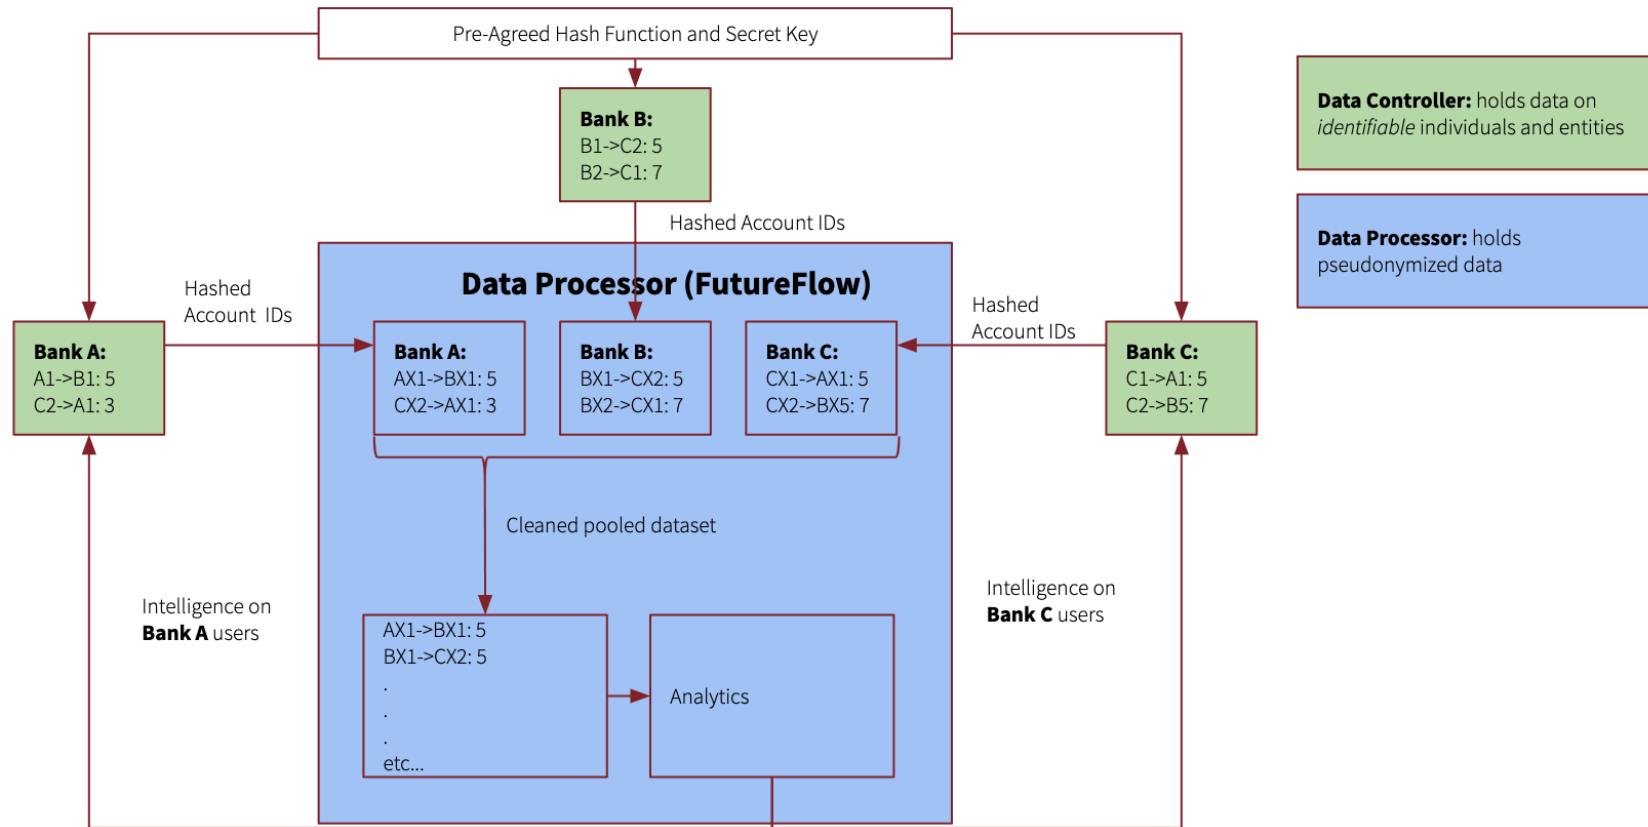 Pre-Agreed Hash Function and Secret Key
Bank B:
B1->C2: 5
B2->C1: 7
Data Controller: holds data on
identifiable individuals and entities
Data Processor: holds
pseudonymized data
Hashed Account IDs
Data Processor (FutureFlow)
Hashed
Account IDs
Hashed
Account IDs
Bank A:
A1->B1: 5
C2->A1: 3
Bank A:
AX1->BX1: 5
CX2->AX1: 3
Bank B:
BX1->CX2: 5
BX2->CX1: 7
Bank C:
CX1->AX1: 5
CX2->BX5: 7
Bank C:
C1->A1: 5
C2->B5: 7
Cleaned pooled dataset
Intelligence on
Bank A users
Intelligence on
Bank C users
AX1->BX1: 5
BX1->CX2: 5
.
.
.
etc...
Analytics